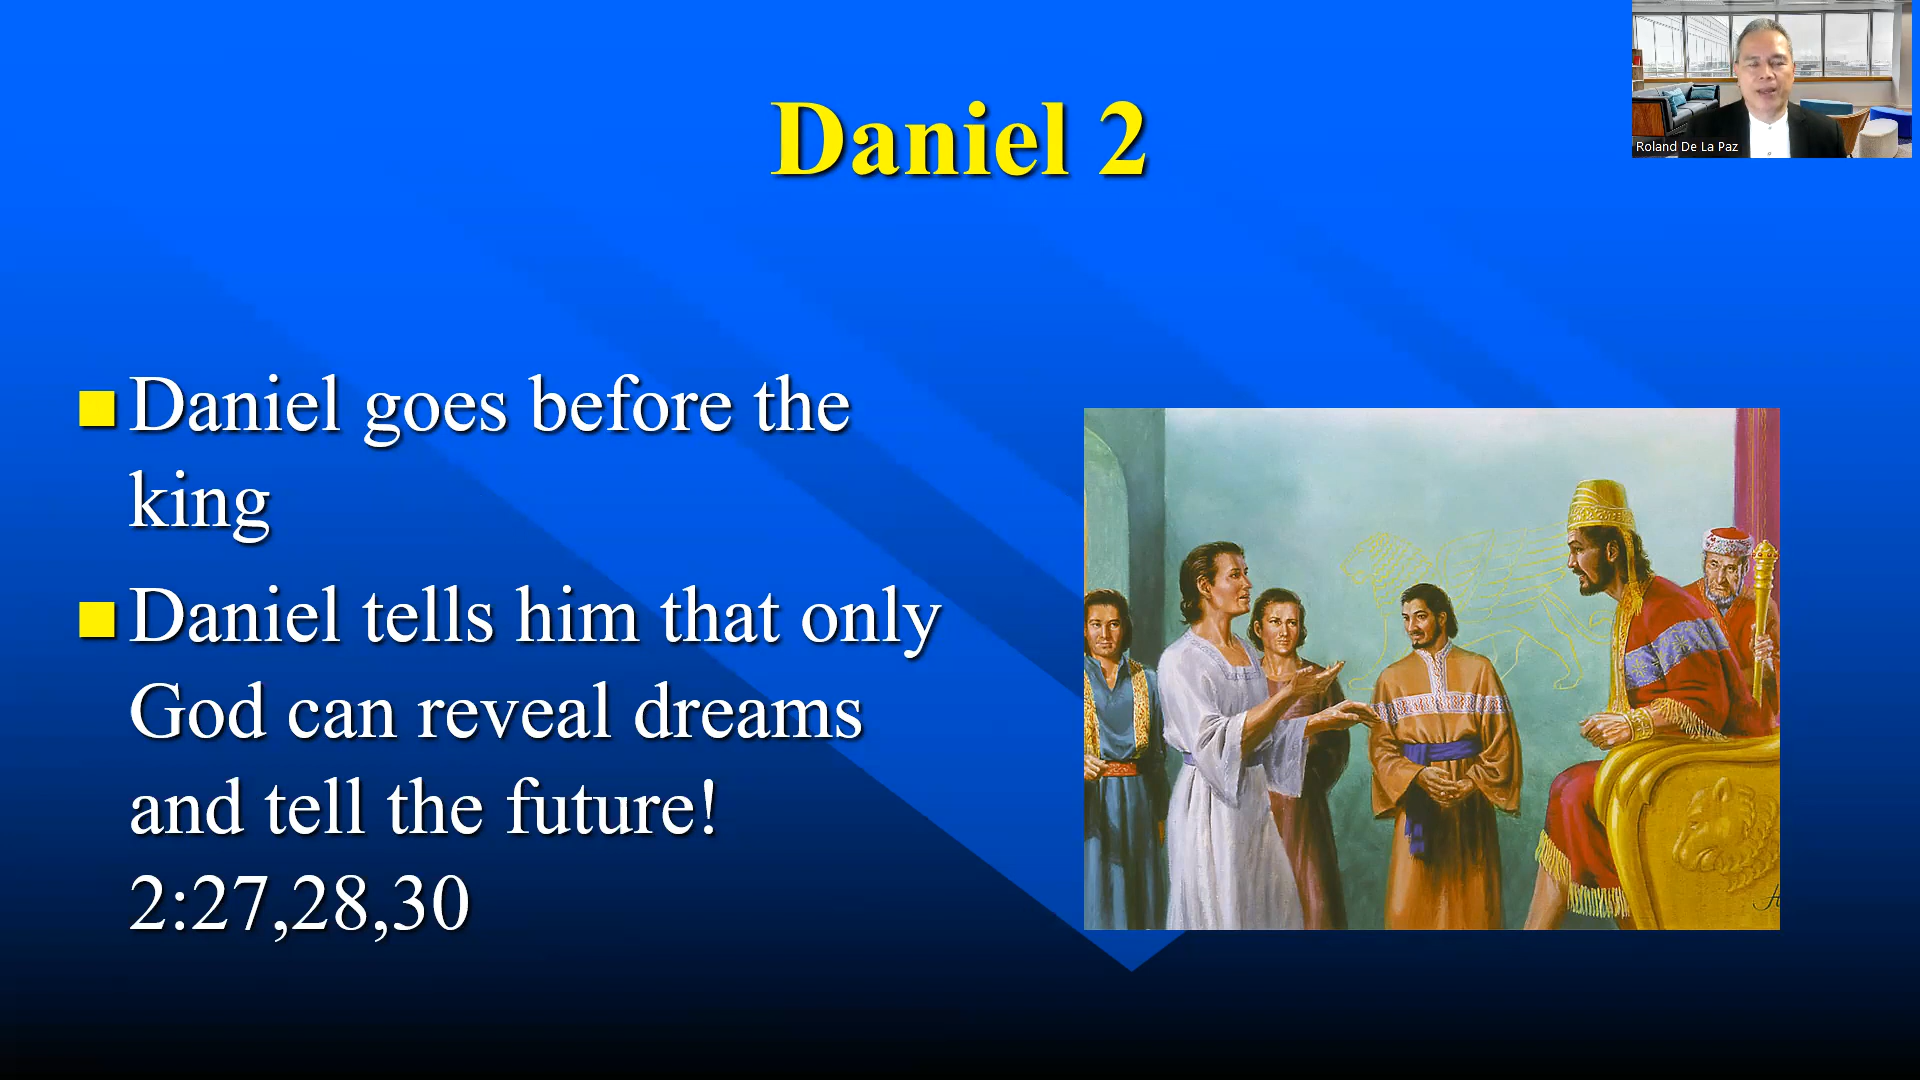 Daniel 2
Roland De La Paz
Daniel goes before the
king
Daniel tells him that only
God can reveal dreams
and tell the future!
2:27,28,30